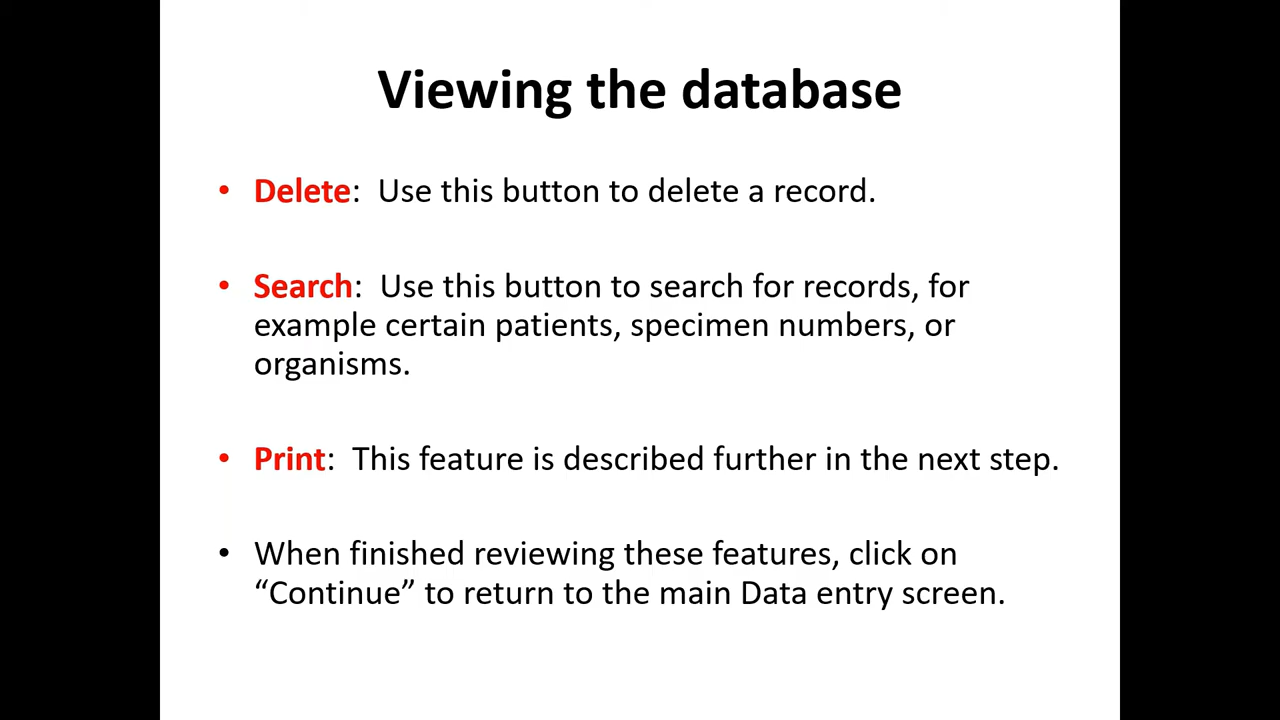 Viewing the database
• Delete:  Use this button to delete a record.
• Search:  Use this button to search for records, for
example certain patients, specimen numbers, or
organisms.
• Print:  This feature is described further in the next step.
• When finished reviewing these features, click on
“Continue” to return to the main Data entry screen.